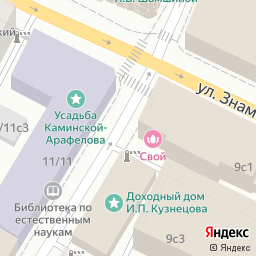 ул. Знам
Усадьба
Каминской-
Арафелова
/11с3
11/11
Свой
9с1
Библиотека по
естественным
наукам
Доходный дом
И.П. Кузнецова
9с3
©Яндекс